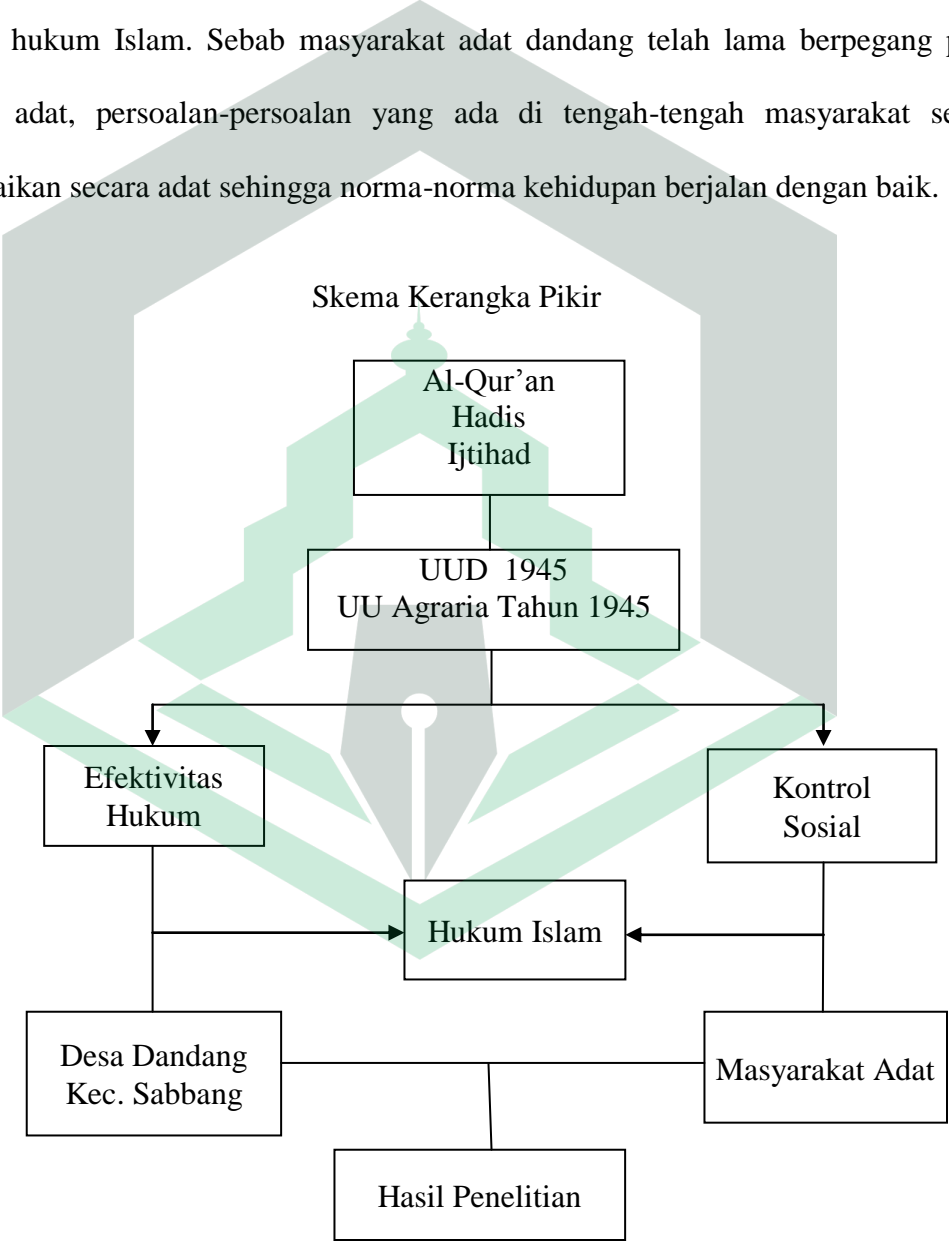 hukum Islam. Sebab masyarakat adat dandang telah lama berpegang
adat, persoalan-persoalan yang ada di tengah-tengah masyarakat
secara adat sehingga norma-norma kehidupan berjalan dengan baik.
Skema Kerangka Pikir
Al-Qur’an
Hadis
Ijtihad
UUD 1945
UU Agraria Tahun 1945
Efektivitas
Hukum
Kontrol
Sosial
Hukum Islam
Desa Dandang
Kec. Sabbang
Masyarakat Adat
Hasil Penelitian